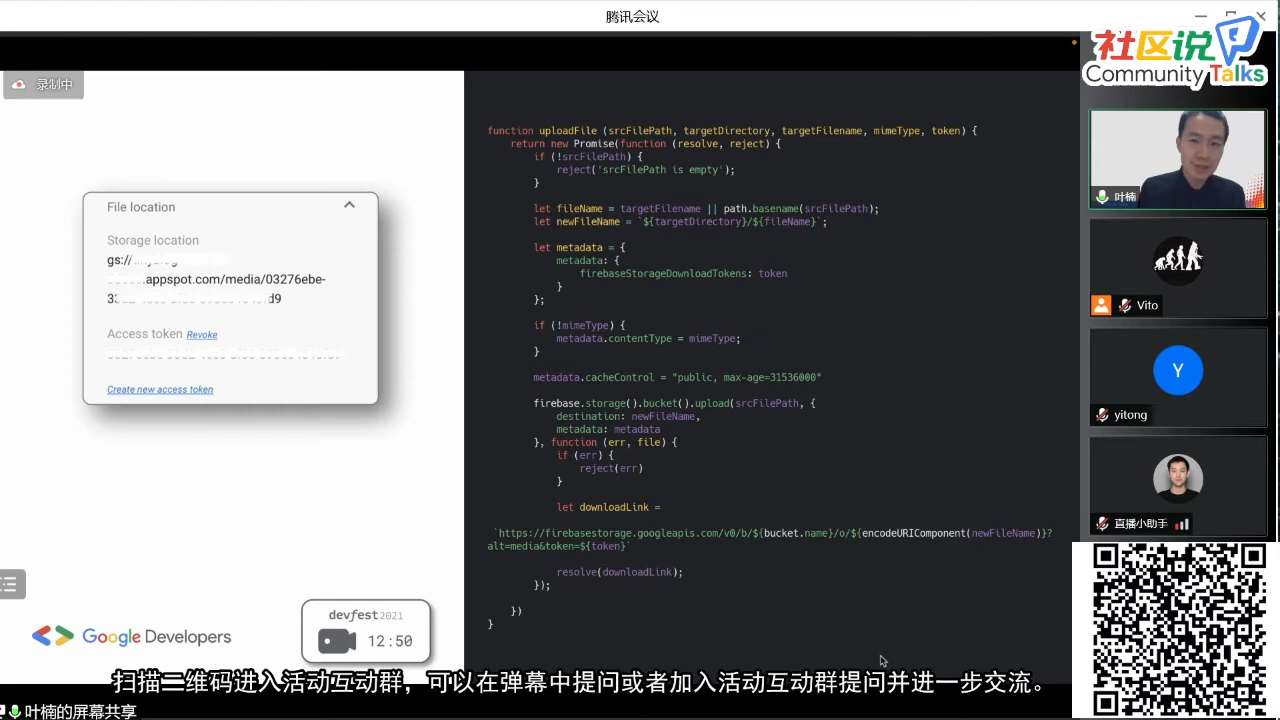 腾讯会议
社区说
Community Talks
录制中
File location
Storage location
gs://
.appspot.com/media/03276ebe-
Access token Revoke
Create new access token
Google Developers
devfest2021
12:50
function uploadFile (srcFilePath, targetDirectory, targetFilename, mimeType, token) {
return new Promise(function (resolve, reject) {
if (!srcFilePath) {
reject('srcFilePath is empty');
}
let fileName = targetFilename || path.basename(srcFilePath);
let newFileName = `${targetDirectory}/${fileName}`;
let metadata = {
metadata: {
firebaseStorageDownloadTokens: token
}
};
if (!mimeType) {
metadata.contentType = mimeType;
}
metadata.cacheControl = "public, max-age=31536000"
firebase.storage().bucket().upload(srcFilePath, {
destination: newFileName,
metadata: metadata
}, function (err, file) {
if (err) {
reject(err)
}
let downloadLink =
`https://firebasestorage.googleapis.com/v0/b/${bucket.name}/o/${encodeURIComponent(newFileName)}?
alt=media&token=${token}`
resolve(downloadLink);
});
})
}
叶楠
Vito
Y
yitong
直播小助手
扫描二维码进入活动互动群，可以在弹幕中提问或者加入活动互动群提问并进一步交流。
叶楠的屏幕共享